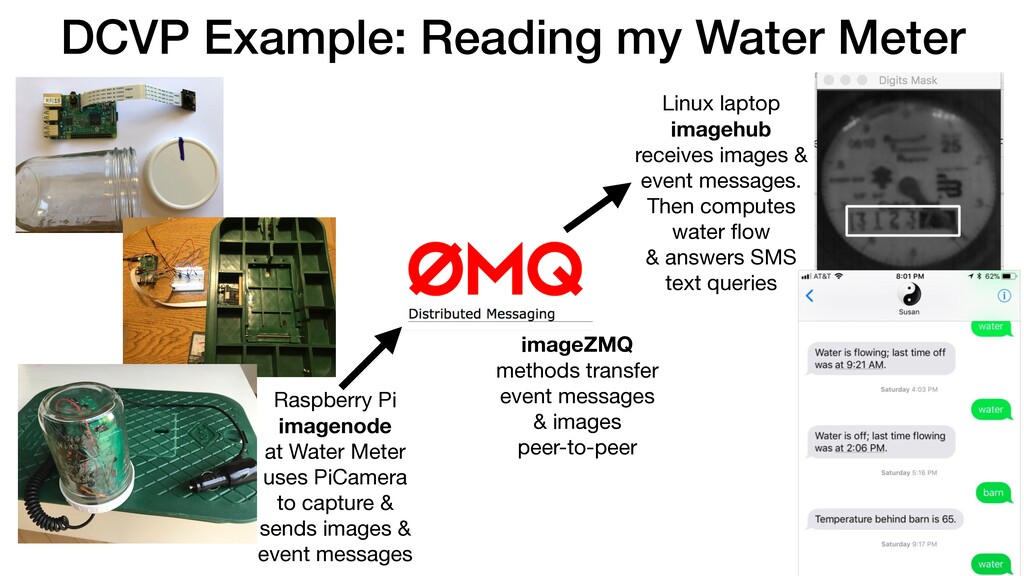 DCVP Example: Reading my Water Meter
Raspberry Pi
imagenode
at Water Meter
uses PiCamera
to capture &
sends images &
event messages
ØMQ
Distributed Messaging
imageZMQ
methods transfer
event messages
& images
peer-to-peer
Linux laptop
imagehub
receives images &
event messages.
Then computes
water flow
& answers SMS
text queries
Digits Mask
25
3 1 2 3
AT&T 8:01 PM 62%
Susan
water
Water is flowing; last time off
was at 9:21 AM.
Saturday 4:03 PM
water
Water is off; last time flowing
was at 2:06 PM.
Saturday 5:16 PM
barn
Temperature behind barn is 65.
Saturday 9:17 PM
water